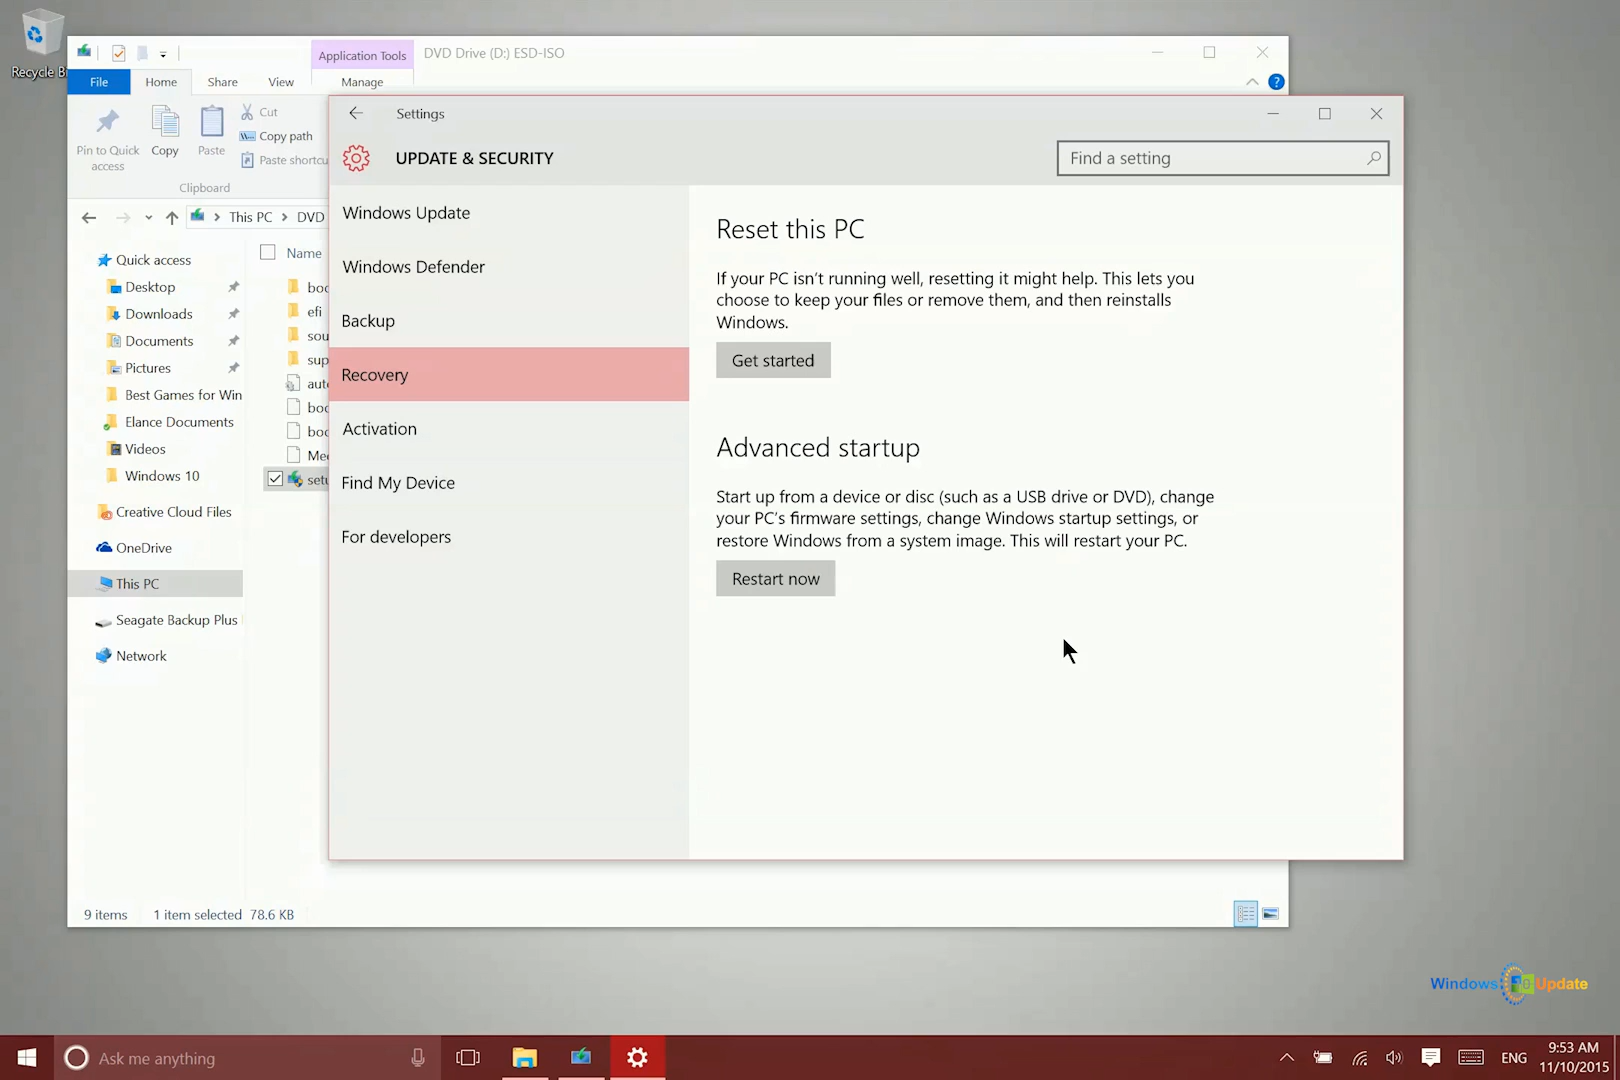 Recycle B
Application Tools
DVD Drive (D:) ESD-ISO
File
Home
Share
View
Manage
Pin to Quick
access
Copy
Paste
Cut
Copy path
Paste shortcu
Clipboard
This PC
DVD
Name
Quick access
Desktop
Downloads
Documents
Pictures
Best Games for Win
Elance Documents
Videos
Windows 10
Creative Cloud Files
OneDrive
This PC
Seagate Backup Plus
Network
boo
efi
sou
sup
auto
boo
boo
Me
setu
9 items
1 item selected 78.6 KB
Settings
UPDATE & SECURITY
Find a setting
Windows Update
Windows Defender
Backup
Recovery
Activation
Find My Device
For developers
Reset this PC
If your PC isn't running well, resetting it might help. This lets you
choose to keep your files or remove them, and then reinstalls
Windows.
Get started
Advanced startup
Start up from a device or disc (such as a USB drive or DVD), change
your PC's firmware settings, change Windows startup settings, or
restore Windows from a system image. This will restart your PC.
Restart now
Windows 10 Update
Ask me anything
ENG
9:53 AM
11/10/2015